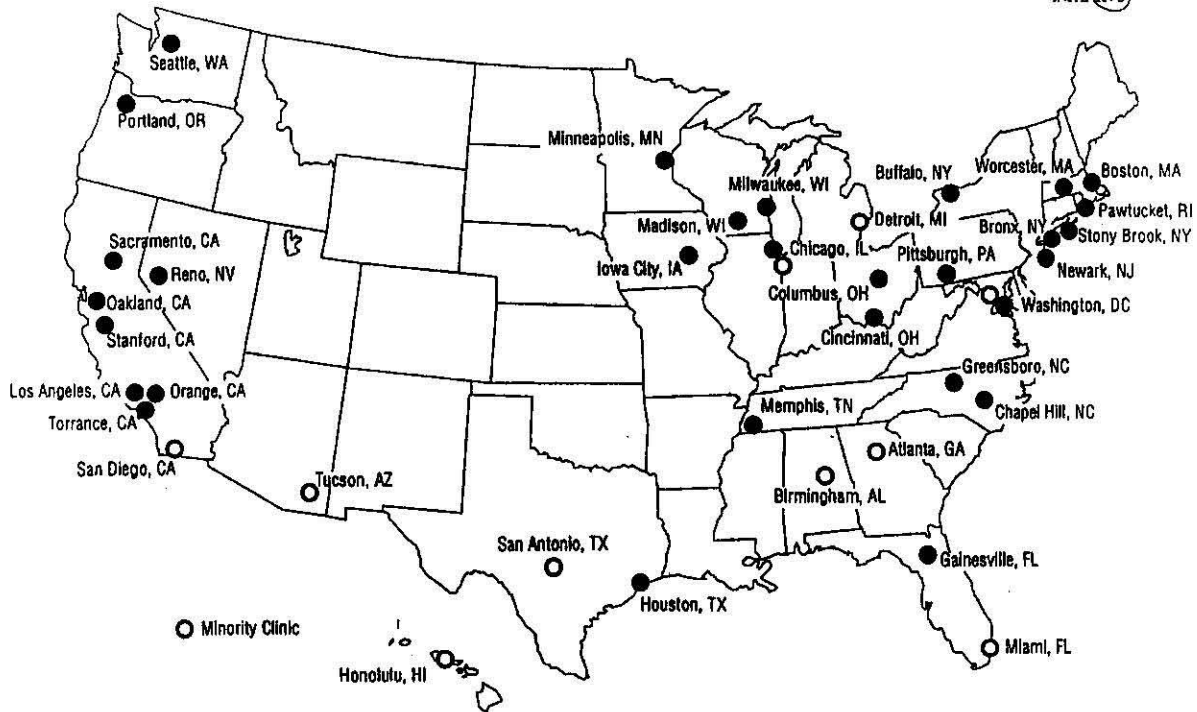 Seattle, WA
Portland, OR
Minneapolis, MN
Milwaukee, WI
Buffalo, NY
Worcester, MA
Boston, MA
Pawtucket, RI
Madison, WI
Detroit, MI
Bronx, NY
Stony Brook, NY
Sacramento, CA
Chicago, IL
Pittsburgh, PA
Reno, NV
Iowa City, IA
Newark, NJ
Columbus, OH
Oakland, CA
Washington, DC
Stanford, CA
Cincinnati, OH
Greensboro, NC
Los Angeles, CA
Orange, CA
Memphis, TN
Chapel Hill, NC
Torrance, CA
Atlanta, GA
San Diego, CA
Tucson, AZ
Birmingham, AL
San Antonio, TX
Gainesville, FL
Houston, TX
Minority Clinic
Miami, FL
Honolulu, HI